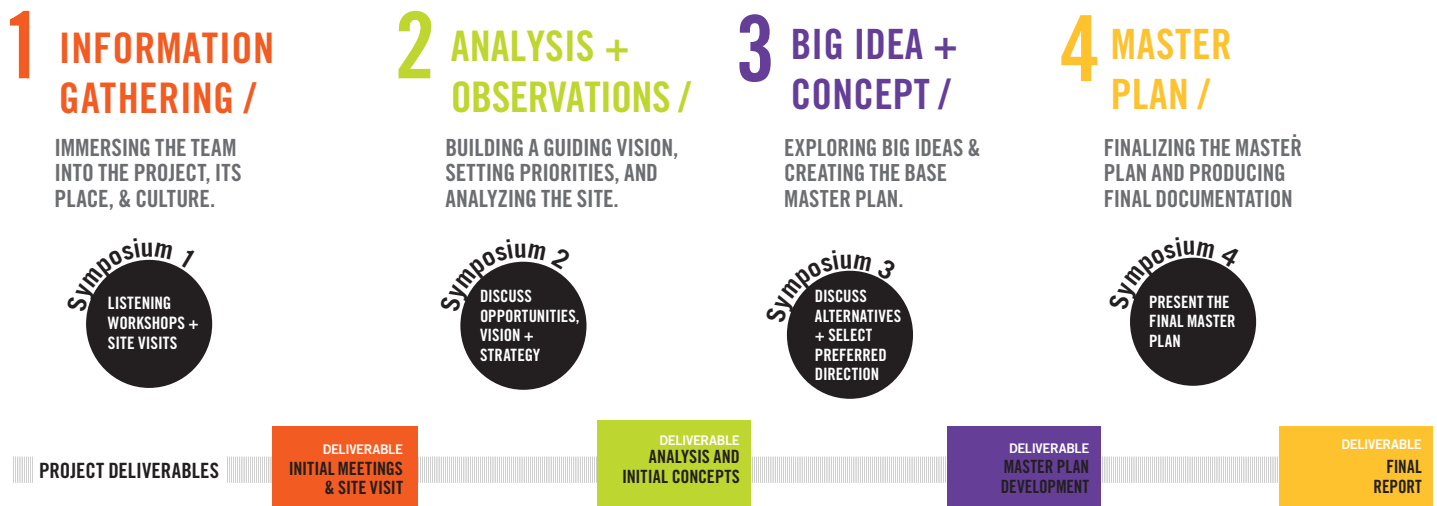 1 INFORMATION
GATHERING /
IMMERSING THE TEAM
INTO THE PROJECT, ITS
PLACE, & CULTURE.
Symposium 1
LISTENING
WORKSHOPS +
SITE VISITS
2 ANALYSIS +
OBSERVATIONS /
BUILDING A GUIDING VISION,
SETTING PRIORITIES, AND
ANALYZING THE SITE.
Symposium 2
DISCUSS
OPPORTUNITIES,
VISION +
STRATEGY
3 BIG IDEA +
CONCEPT /
EXPLORING BIG IDEAS &
CREATING THE BASE
MASTER PLAN.
Symposium 3
DISCUSS
ALTERNATIVES
+ SELECT
PREFERRED
DIRECTION
4 MASTER
PLAN /
FINALIZING THE MASTER
PLAN AND PRODUCING
FINAL DOCUMENTATION
Symposium 4
PRESENT THE
FINAL MASTER
PLAN
PROJECT DELIVERABLES
DELIVERABLE
INITIAL MEETINGS
& SITE VISIT
DELIVERABLE
ANALYSIS AND
INITIAL CONCEPTS
DELIVERABLE
MASTER PLAN
DEVELOPMENT
DELIVERABLE
FINAL
REPORT